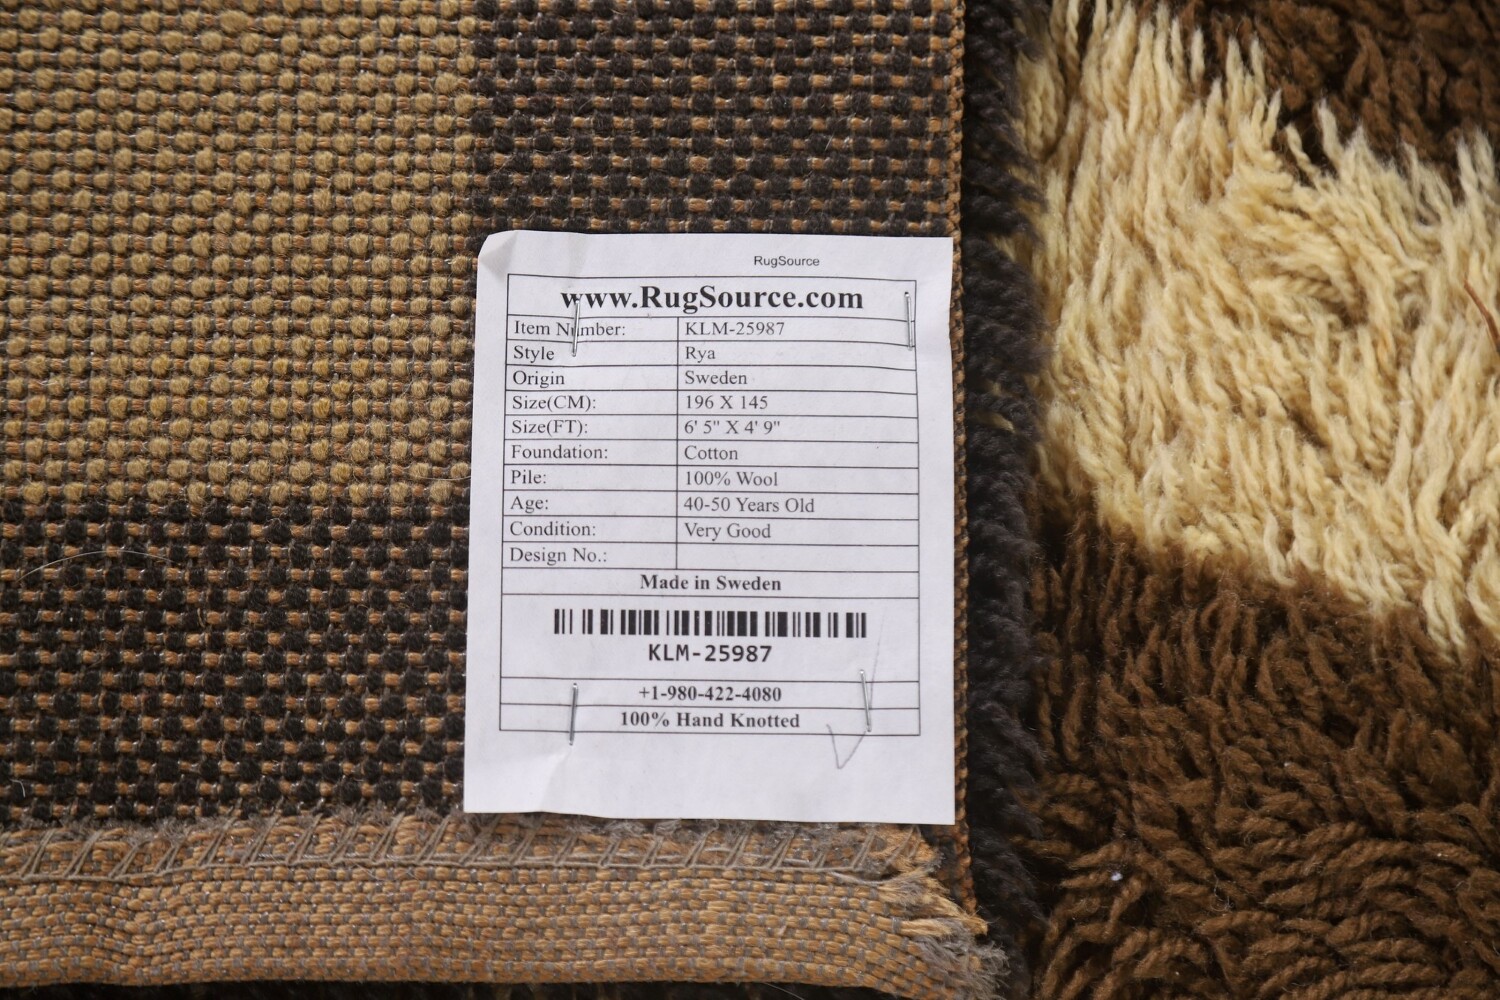 RugSource
www.RugSource.com
Item Number: KLM-25987
Style Rya
Origin Sweden
Size(CM): 196 X 145
Size(FT): 6' 5" X 4' 9"
Foundation: Cotton
Pile: 100% Wool
Age: 40-50 Years Old
Condition: Very Good
Design No.:
Made in Sweden
KLM-25987
+1-980-422-4080
100% Hand Knotted